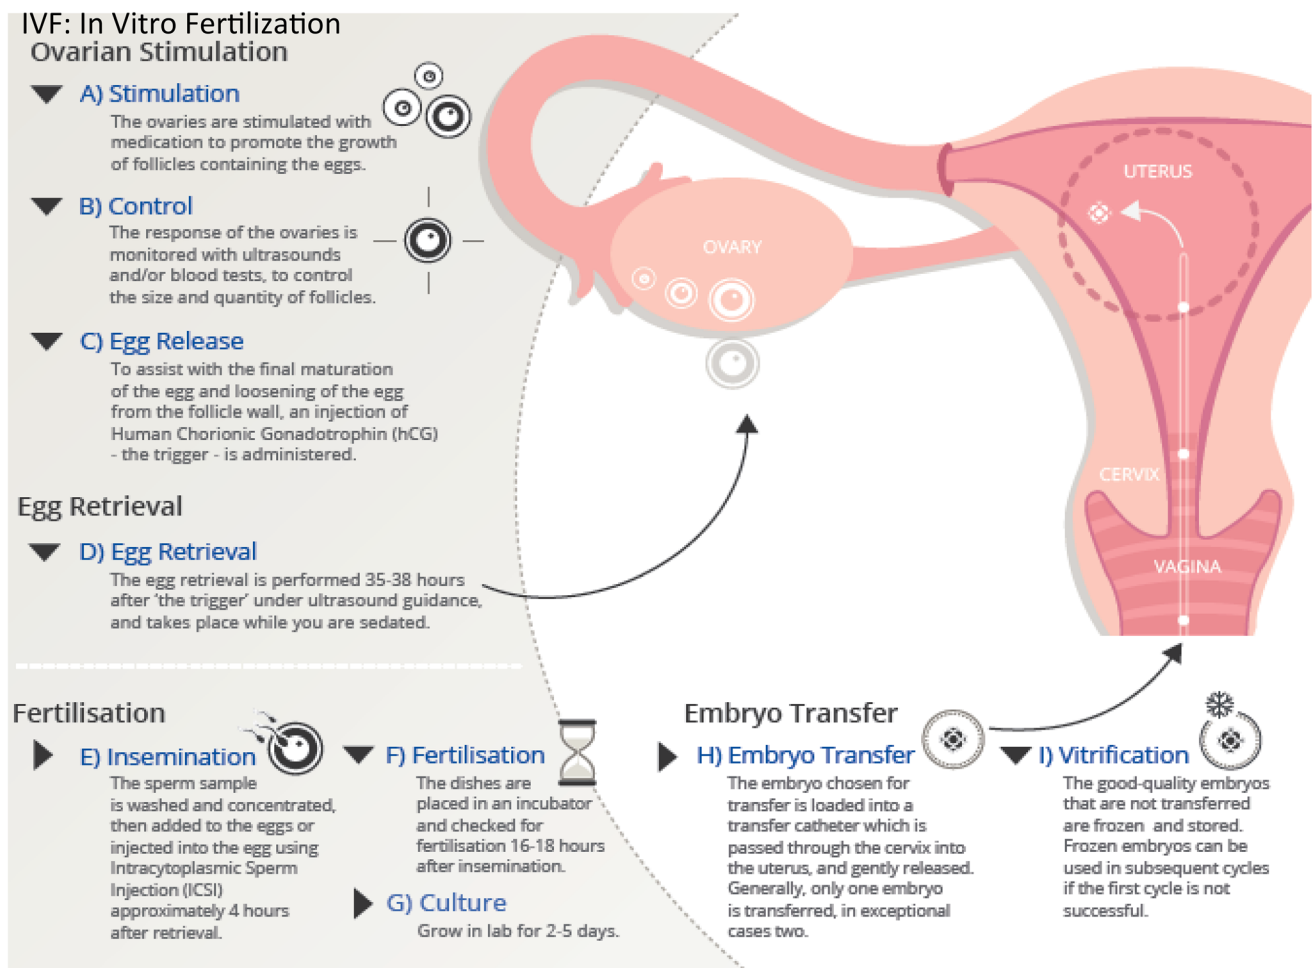 IVF: In Vitro Fertilization
Ovarian Stimulation
A) Stimulation
The ovaries are stimulated with
medication to promote the growth
of follicles containing the eggs.
B) Control
The response of the ovaries is
monitored with ultrasounds
and/or blood tests, to control
the size and quantity of follicles.
C) Egg Release
To assist with the final maturation
of the egg and loosening of the egg
from the follicle wall, an injection of
Human Chorionic Gonadotrophin (hCG)
- the trigger - is administered.
Egg Retrieval
D) Egg Retrieval
The egg retrieval is performed 35-38 hours
after ‘the trigger’ under ultrasound guidance,
and takes place while you are sedated.
OVARY
UTERUS
CERVIX
VAGINA
Fertilisation
E) Insemination
The sperm sample
is washed and concentrated,
then added to the eggs or
injected into the egg using
Intracytoplasmic Sperm
Injection (ICSI)
approximately 4 hours
after retrieval.
F) Fertilisation
The dishes are
placed in an incubator
and checked for
fertilisation 16-18 hours
after insemination.
G) Culture
Grow in lab for 2-5 days.
Embryo Transfer
H) Embryo Transfer
The embryo chosen for
transfer is loaded into a
transfer catheter which is
passed through the cervix into
the uterus, and gently released.
Generally, only one embryo
is transferred, in exceptional
cases two.
I) Vitrification
The good-quality embryos
that are not transferred
are frozen and stored.
Frozen embryos can be
used in subsequent cycles
if the first cycle is not
successful.